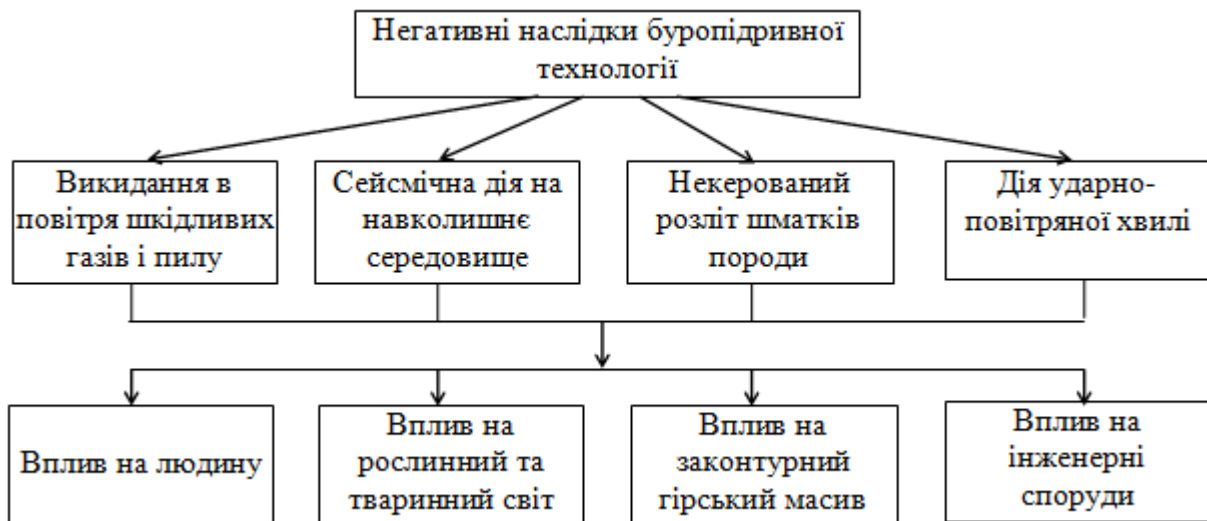 Негативні наслідки буропідривної
технології
Викидання в
повітря шкідливих
газів і пилу
Сейсмічна дія на
навколишнє
середовище
Некерований
розліт шматків
породи
Дія ударно-
повітряної хвилі
Вплив на людину
Вплив на
рослинний та
тваринний світ
Вплив на
законтурний
гірський масив
Вплив на
інженерні
споруди